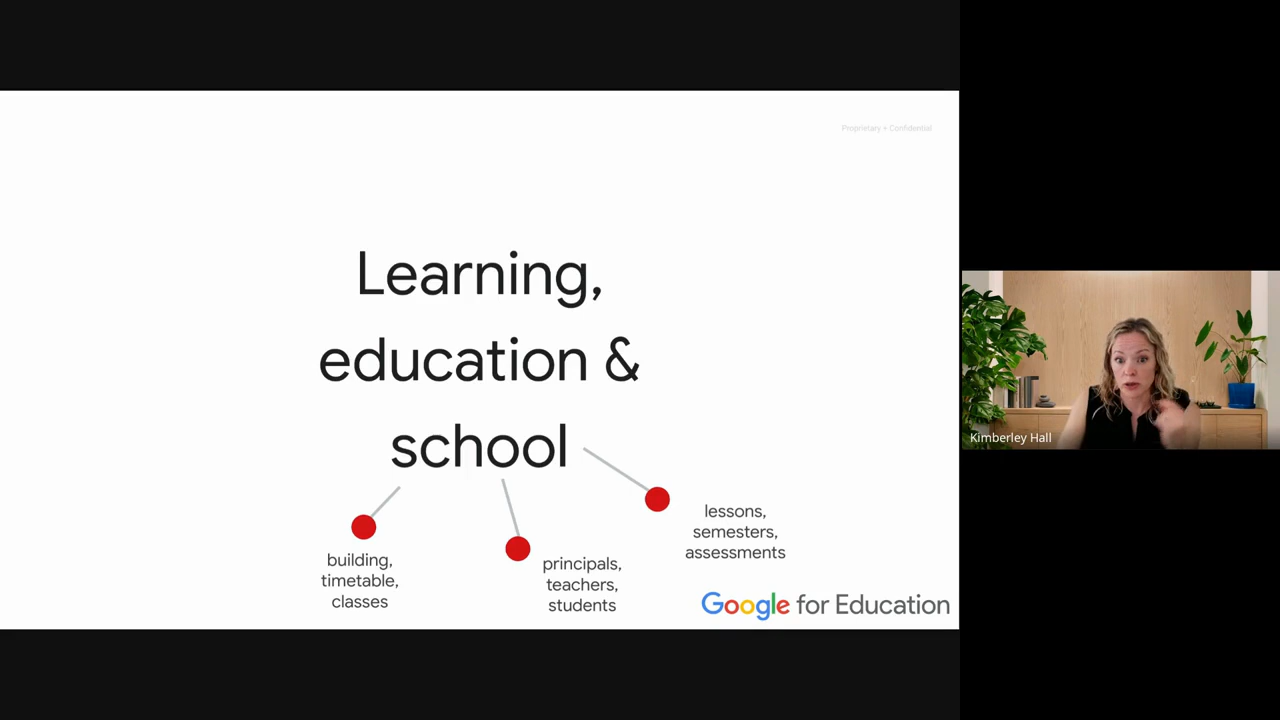 Proprietary + Confidential
Learning,
education &
school
building,
timetable,
classes
principals,
teachers,
students
lessons,
semesters,
assessments
Google for Education
Kimberley Hall